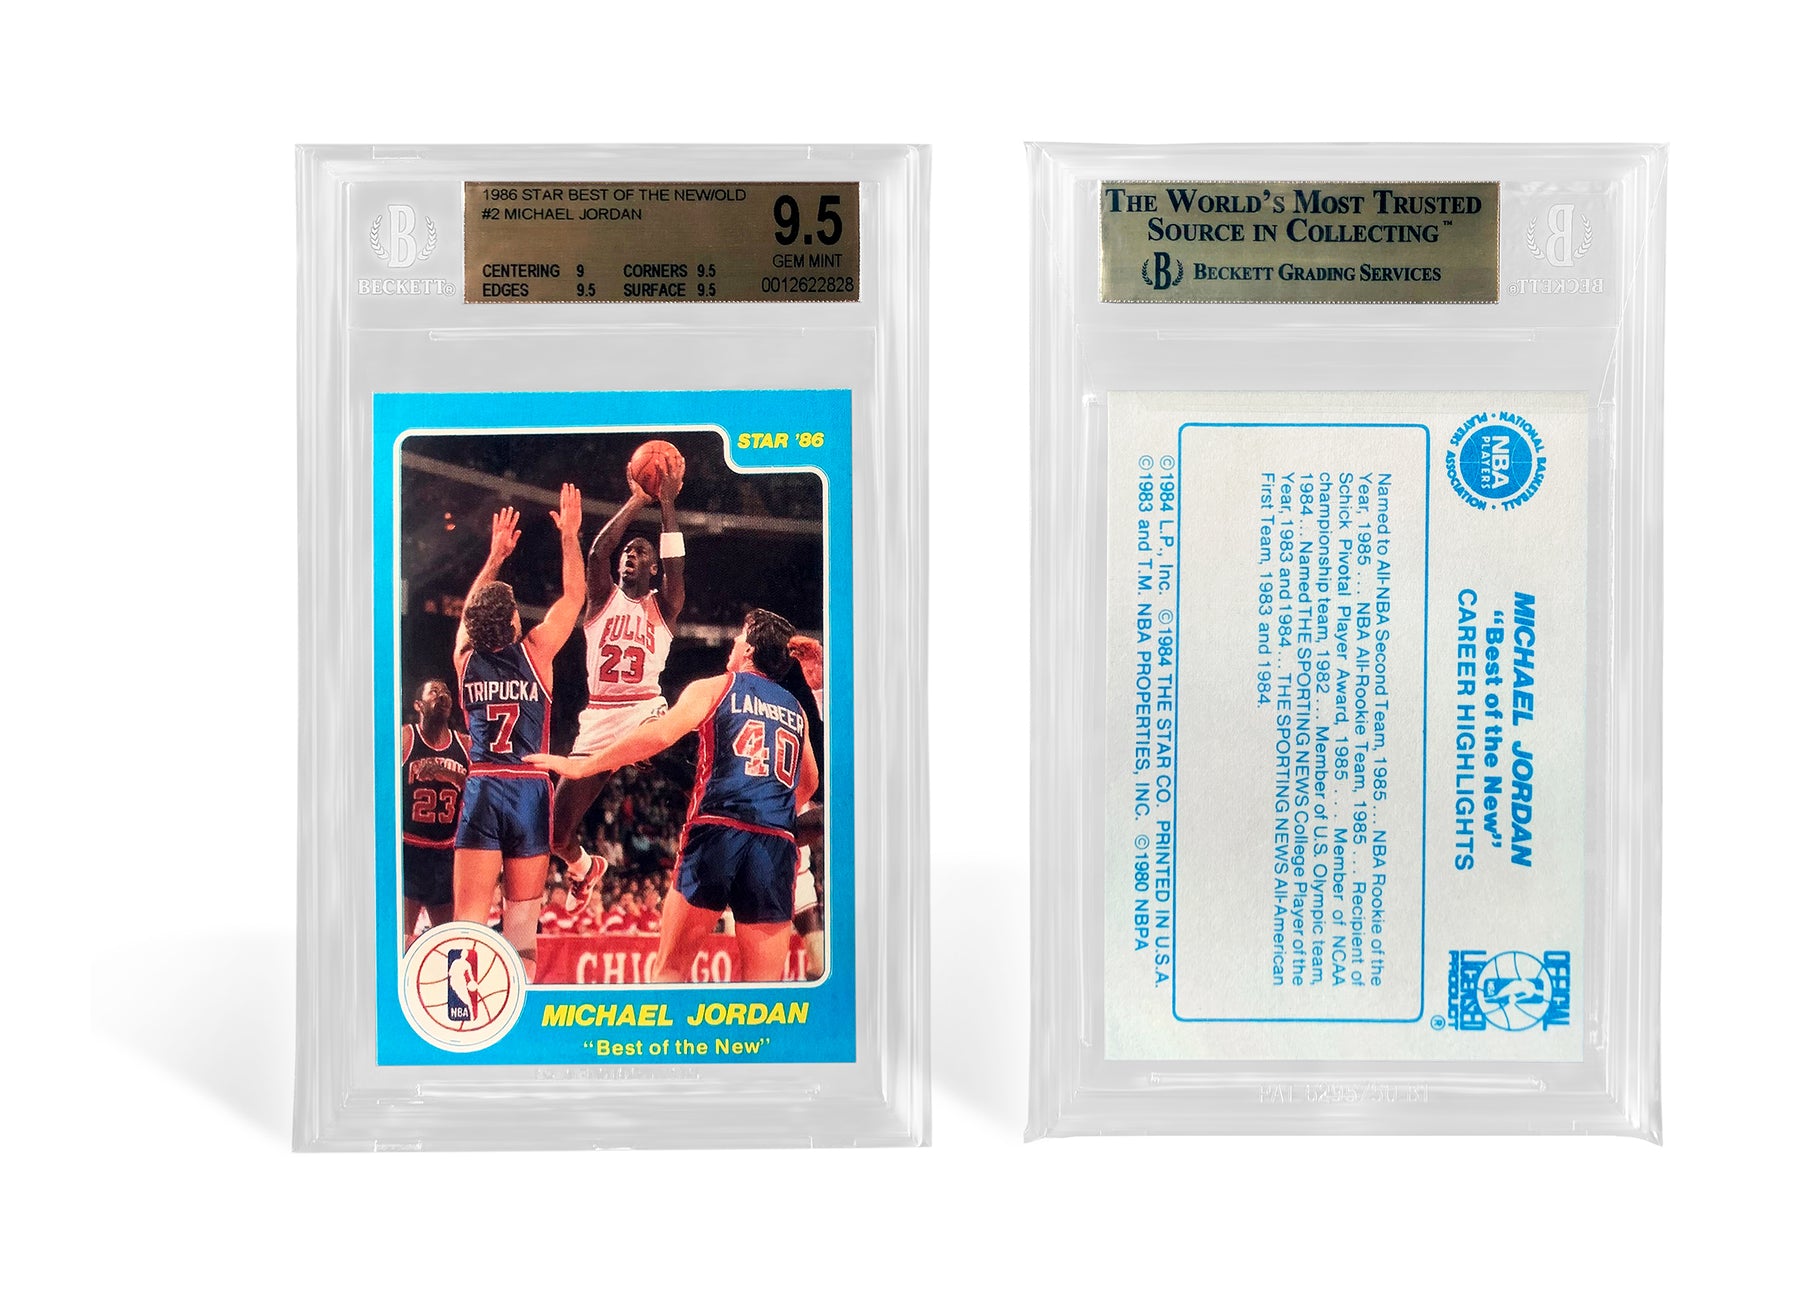 BECKETT®
1986 STAR BEST OF THE NEW/OLD
#2 MICHAEL JORDAN
9.5
GEM MINT
CENTERING 9 CORNERS 9.5
EDGES 9.5 SURFACE 9.5
0012622828
STAR '86
BULLS
23
TRIPUCKA
7
LAIMBEER
40
PISTONS
23
CHIC GO
NBA
MICHAEL JORDAN
"Best of the New"
THE WORLD'S MOST TRUSTED
SOURCE IN COLLECTING™
B BECKETT GRADING SERVICES
BECKETT®
NATIONAL BASKETBALL PLAYERS ASSOCIATION
NBA
PLAYERS
MICHAEL JORDAN
"Best of the New"
CAREER HIGHLIGHTS
OFFICIAL
NBA
LICENSED
PRODUCT
®
Named to All-NBA Second Team, 1985 ... NBA Rookie of the
Year, 1985 ... NBA All-Rookie Team, 1985 ... Recipient of
Schick Pivotal Player Award, 1985 ... Member of NCAA
championship team, 1982 ... Member of U.S. Olympic team,
1984 ... Named THE SPORTING NEWS College Player of the
Year, 1983 and 1984 ... THE SPORTING NEWS All-American
First Team, 1983 and 1984.
©1984 L.P., Inc. ©1984 THE STAR CO. PRINTED IN U.S.A.
©1983 and T.M. NBA PROPERTIES, INC. ©1980 NBPA